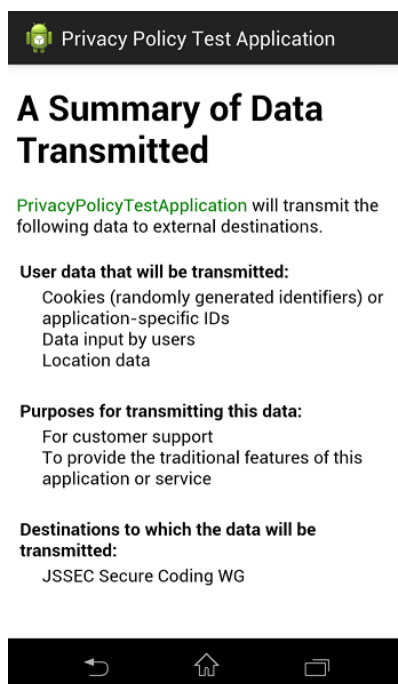 Privacy Policy Test Application
A Summary of Data
Transmitted
PrivacyPolicyTestApplication will transmit the
following data to external destinations.
User data that will be transmitted:
Cookies (randomly generated identifiers) or
application-specific IDs
Data input by users
Location data
Purposes for transmitting this data:
For customer support
To provide the traditional features of this
application or service
Destinations to which the data will be
transmitted:
JSSEC Secure Coding WG